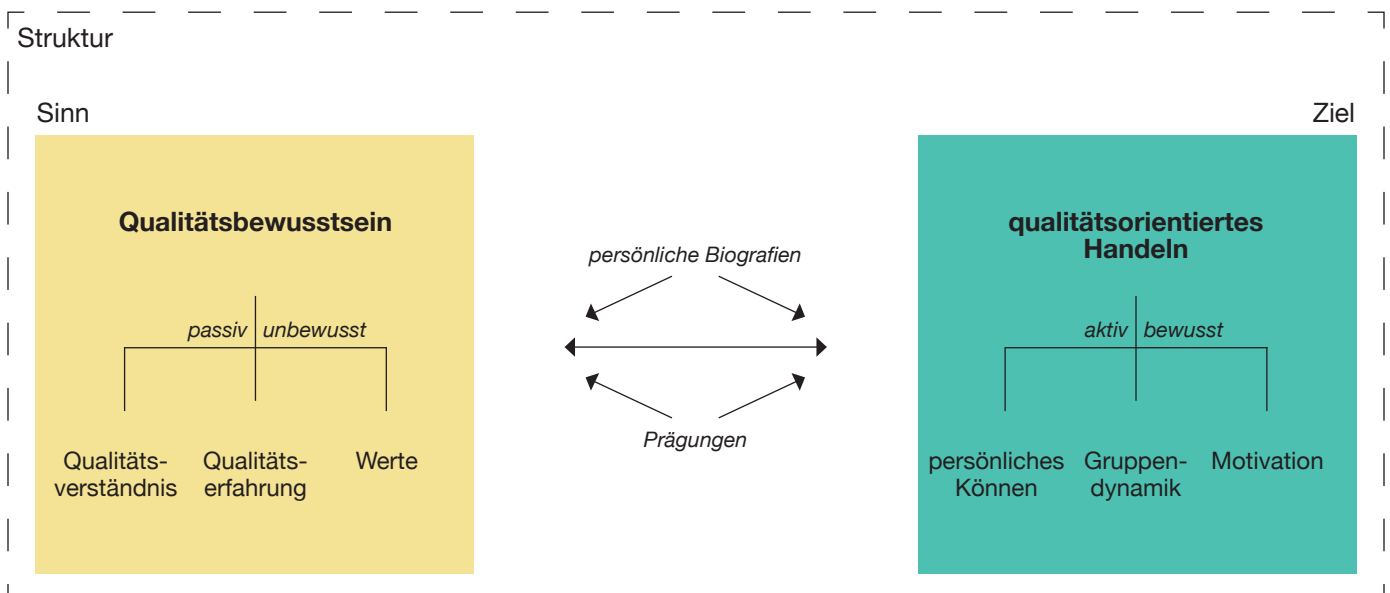 Struktur
Sinn
Ziel
Qualitätsbewusstsein
passiv unbewusst
Qualitäts-
verständnis
Qualitäts-
erfahrung
Werte
persönliche Biografien
Prägungen
qualitätsorientiertes
Handeln
aktiv bewusst
persönliches
Können
Gruppen-
dynamik
Motivation